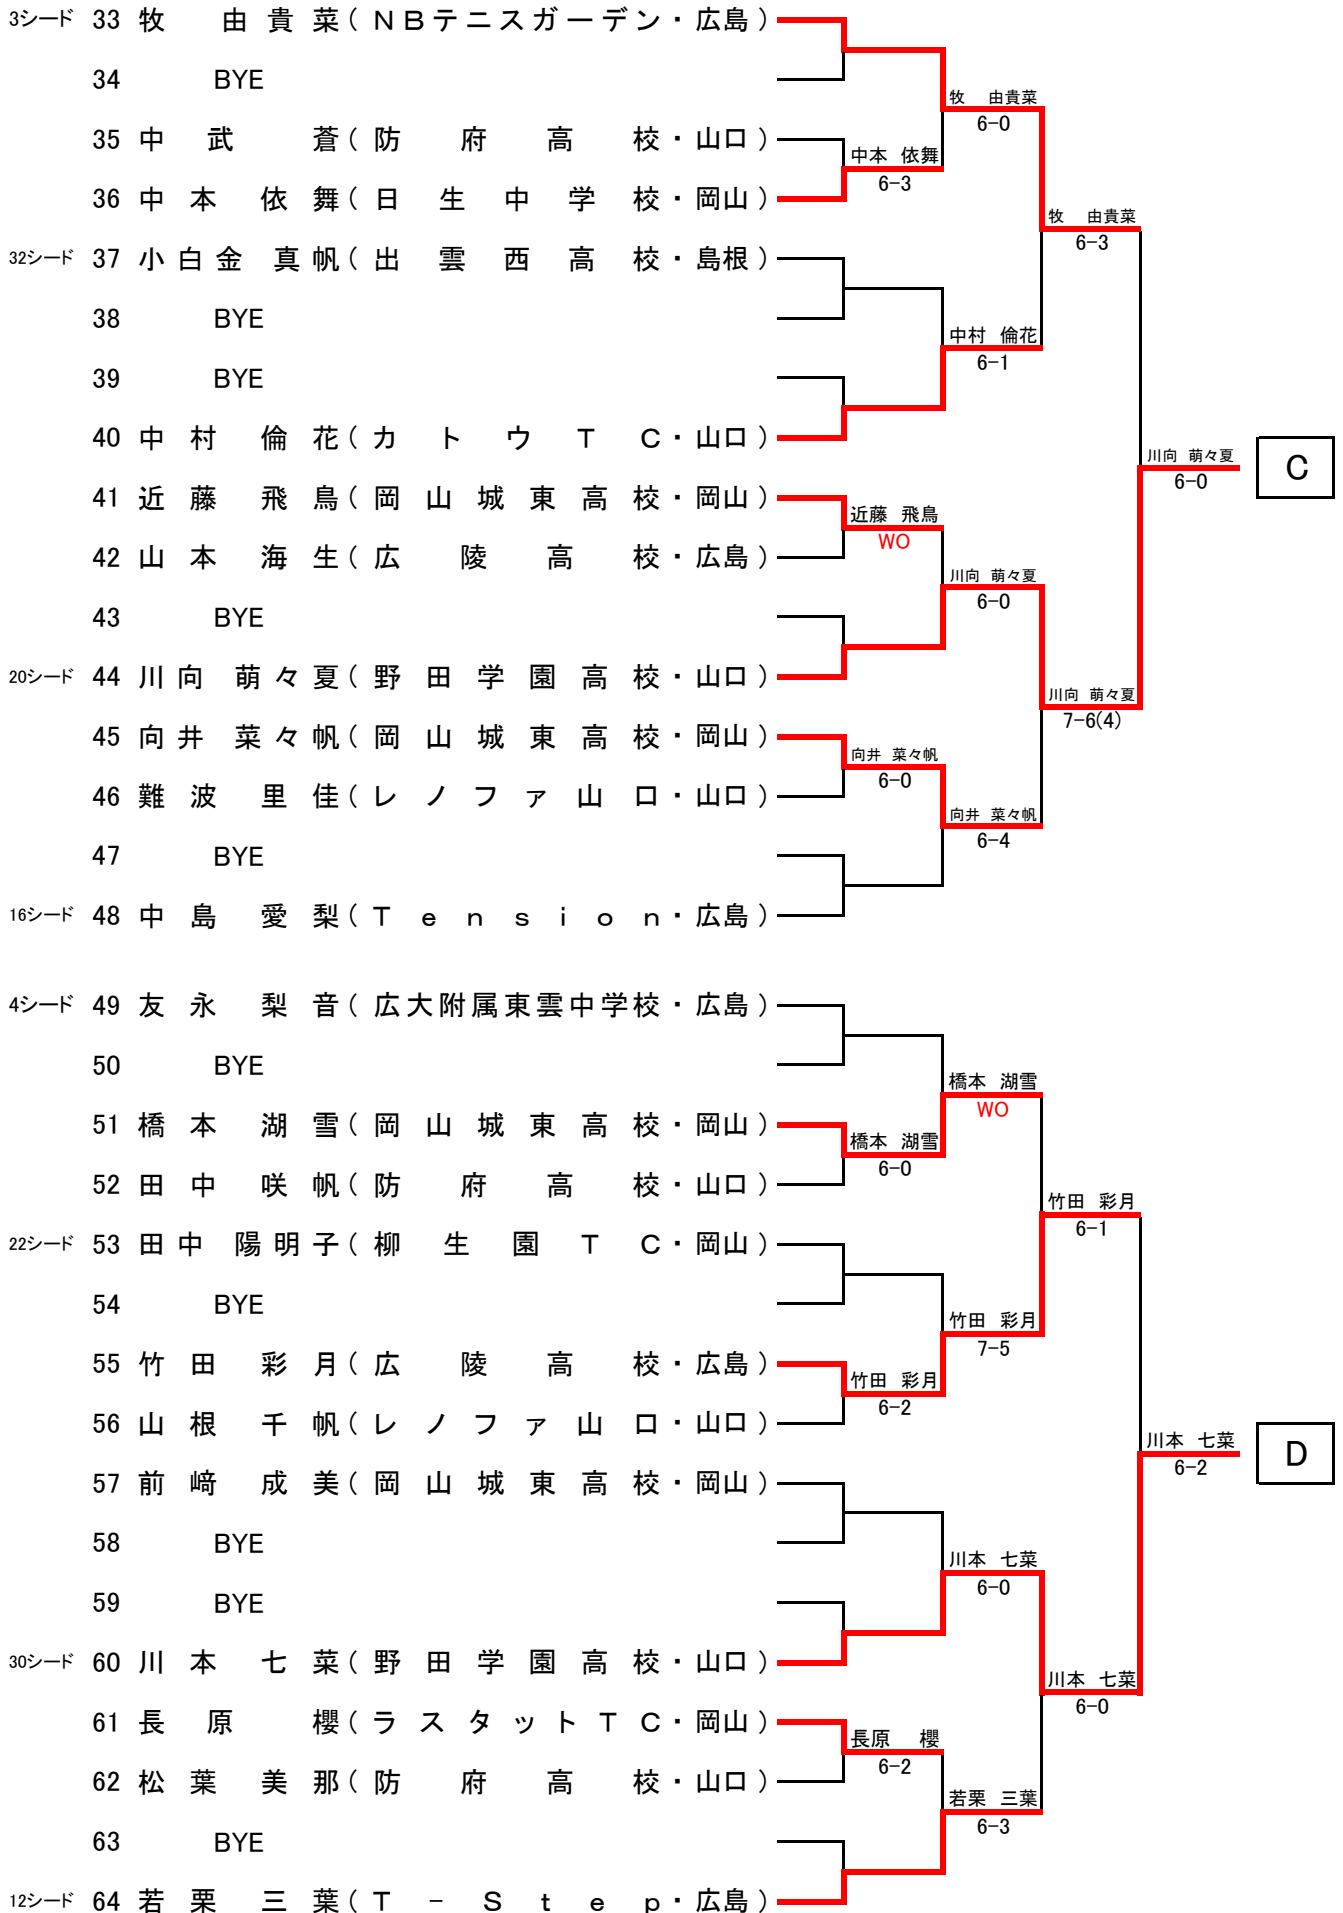 3シード 33 牧 由貴菜(NBテニスガーデン・広島)
34 BYE
牧 由貴菜
6-0
35 中武 蒼(防府高校・山口)
中本 依舞
6-3
36 中本 依舞(日生中学校・岡山)
牧 由貴菜
6-3
32シード 37 小白金 真帆(出雲西高校・島根)
38 BYE
中村 倫花
6-1
39 BYE
40 中村 倫花(カトウTC・山口)
川向 萌々夏
6-0
C
41 近藤 飛鳥(岡山城東高校・岡山)
近藤 飛鳥
WO
42 山本 海生(広陵高校・広島)
川向 萌々夏
6-0
43 BYE
20シード 44 川向 萌々夏(野田学園高校・山口)
川向 萌々夏
7-6(4)
45 向井 菜々帆(岡山城東高校・岡山)
向井 菜々帆
6-0
46 難波 里佳(レノファ山口・山口)
向井 菜々帆
6-4
47 BYE
16シード 48 中島 愛梨(Tension・広島)
4シード 49 友永 梨音(広大附属東雲中学校・広島)
50 BYE
橋本 湖雪
WO
51 橋本 湖雪(岡山城東高校・岡山)
橋本 湖雪
6-0
52 田中 咲帆(防府高校・山口)
竹田 彩月
6-1
22シード 53 田中 陽明子(柳生園TC・岡山)
54 BYE
竹田 彩月
7-5
55 竹田 彩月(広陵高校・広島)
竹田 彩月
6-2
56 山根 千帆(レノファ山口・山口)
川本 七菜
6-2
D
57 前﨑 成美(岡山城東高校・岡山)
58 BYE
川本 七菜
6-0
59 BYE
30シード 60 川本 七菜(野田学園高校・山口)
川本 七菜
6-0
61 長原 櫻(ラスタットTC・岡山)
長原 櫻
6-2
62 松葉 美那(防府高校・山口)
若栗 三葉
6-3
63 BYE
12シード 64 若栗 三葉(T-Step・広島)